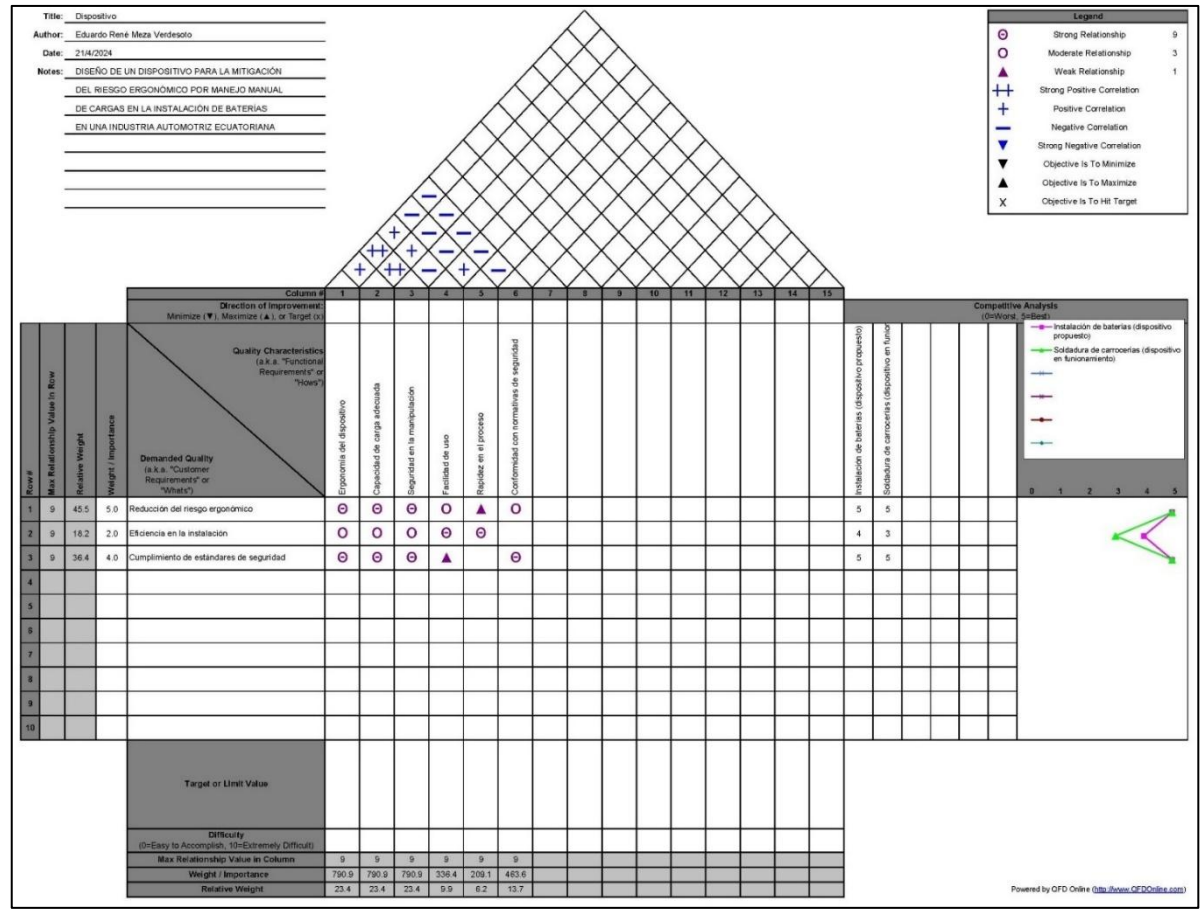 Title: Dispositivo
Author: Eduardo René Meza Verdesoto
Date: 21/4/2024
Notes: DISEÑO DE UN DISPOSITIVO PARA LA MITIGACIÓN
DEL RIESGO ERGONÓMICO POR MANEJO MANUAL
DE CARGAS EN LA INSTALACIÓN DE BATERÍAS
EN UNA INDUSTRIA AUTOMOTRIZ ECUATORIANA
Legend
Strong Relationship 9
Moderate Relationship 3
Weak Relationship 1
Strong Positive Correlation
Positive Correlation
Negative Correlation
Strong Negative Correlation
Objective Is To Minimize
Objective Is To Maximize
X Objective Is To Hit Target
Column # 1 2 3 4 5 6 7 8 9 10 11 12 13 14 15
Direction of Improvement:
Minimize (▼), Maximize (▲), or Target (x)
Competitive Analysis
(0=Worst, 5=Best)
Row #
Max Relationship Value in Row
Relative Weight
Weight / Importance
Quality Characteristics
(a.k.a. "Functional
Requirements" or
"Hows")
Demanded Quality
(a.k.a. "Customer
Requirements" or
"Whats")
Ergonomía del dispositivo
Capacidad de carga adecuada
Seguridad en la manipulación
Facilidad de uso
Rapidez en el proceso
Conformidad con normativas de seguridad
Instalación de baterías (dispositivo propuesto)
Soldadura de carrocerías (dispositivo en funior
Instalación de baterías (dispositivo
propuesto)
Soldadura de carrocerías (dispositivo
en funionamiento)
0 1 2 3 4 5
1 9 45.5 5.0 Reducción del riesgo ergonómico Θ Θ Θ Ο ▲ Ο 5 5
2 9 18.2 2.0 Eficiencia en la instalación Ο Ο Ο Θ Θ 4 3
3 9 36.4 4.0 Cumplimiento de estándares de seguridad Θ Θ Θ ▲ Θ 5 5
4
5
6
7
8
9
10
Target or Limit Value
Difficulty
(0=Easy to Accomplish, 10=Extremely Difficult)
Max Relationship Value in Column 9 9 9 9 9 9
Weight / Importance 790.9 790.9 790.9 336.4 209.1 463.6
Relative Weight 23.4 23.4 23.4 9.9 6.2 13.7
Powered by QFD Online (http://www.QFDOnline.com)